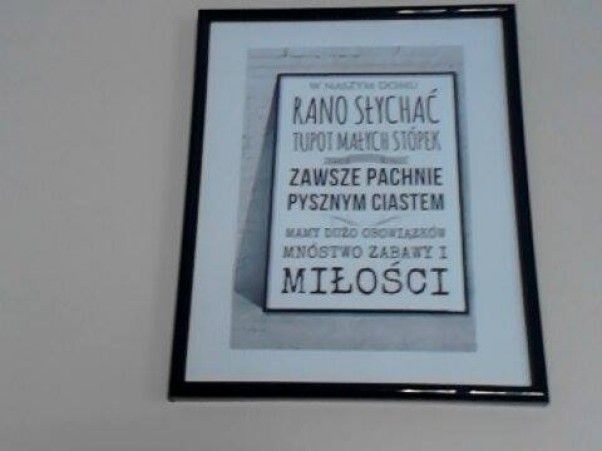 W NASZYM DOMU
RANO SŁYCHAĆ
TUPOT MAŁYCH STÓPEK
ZAWSZE PACHNIE
PYSZNYM CIASTEM
MAMY DUŻO OBOWIĄZKÓW
MNÓSTWO ZABAWY I
MIŁOŚCI